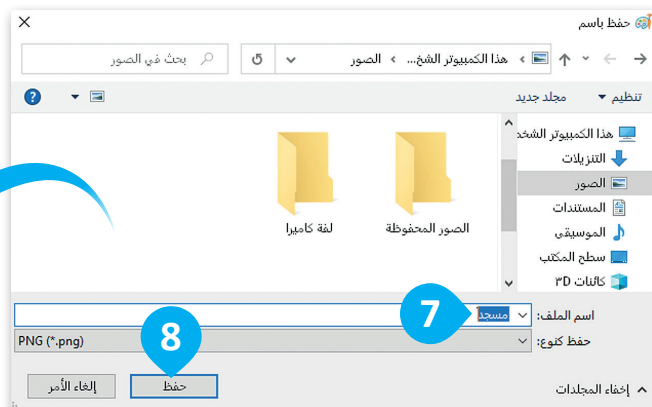 حفظ باسم
هذا الكمبيوتر الشخ... › الصور
بحث في الصور
تنظيم
مجلد جديد
هذا الكمبيوتر الشخص
التنزيلات
الصور
المستندات
الموسيقى
سطح المكتب
كائنات ٣D
الصور المحفوظة
لفة كاميرا
اسم الملف: مسجد
7
حفظ كنوع: PNG (*.png)
8
إخفاء المجلدات
حفظ
إلغاء الأمر